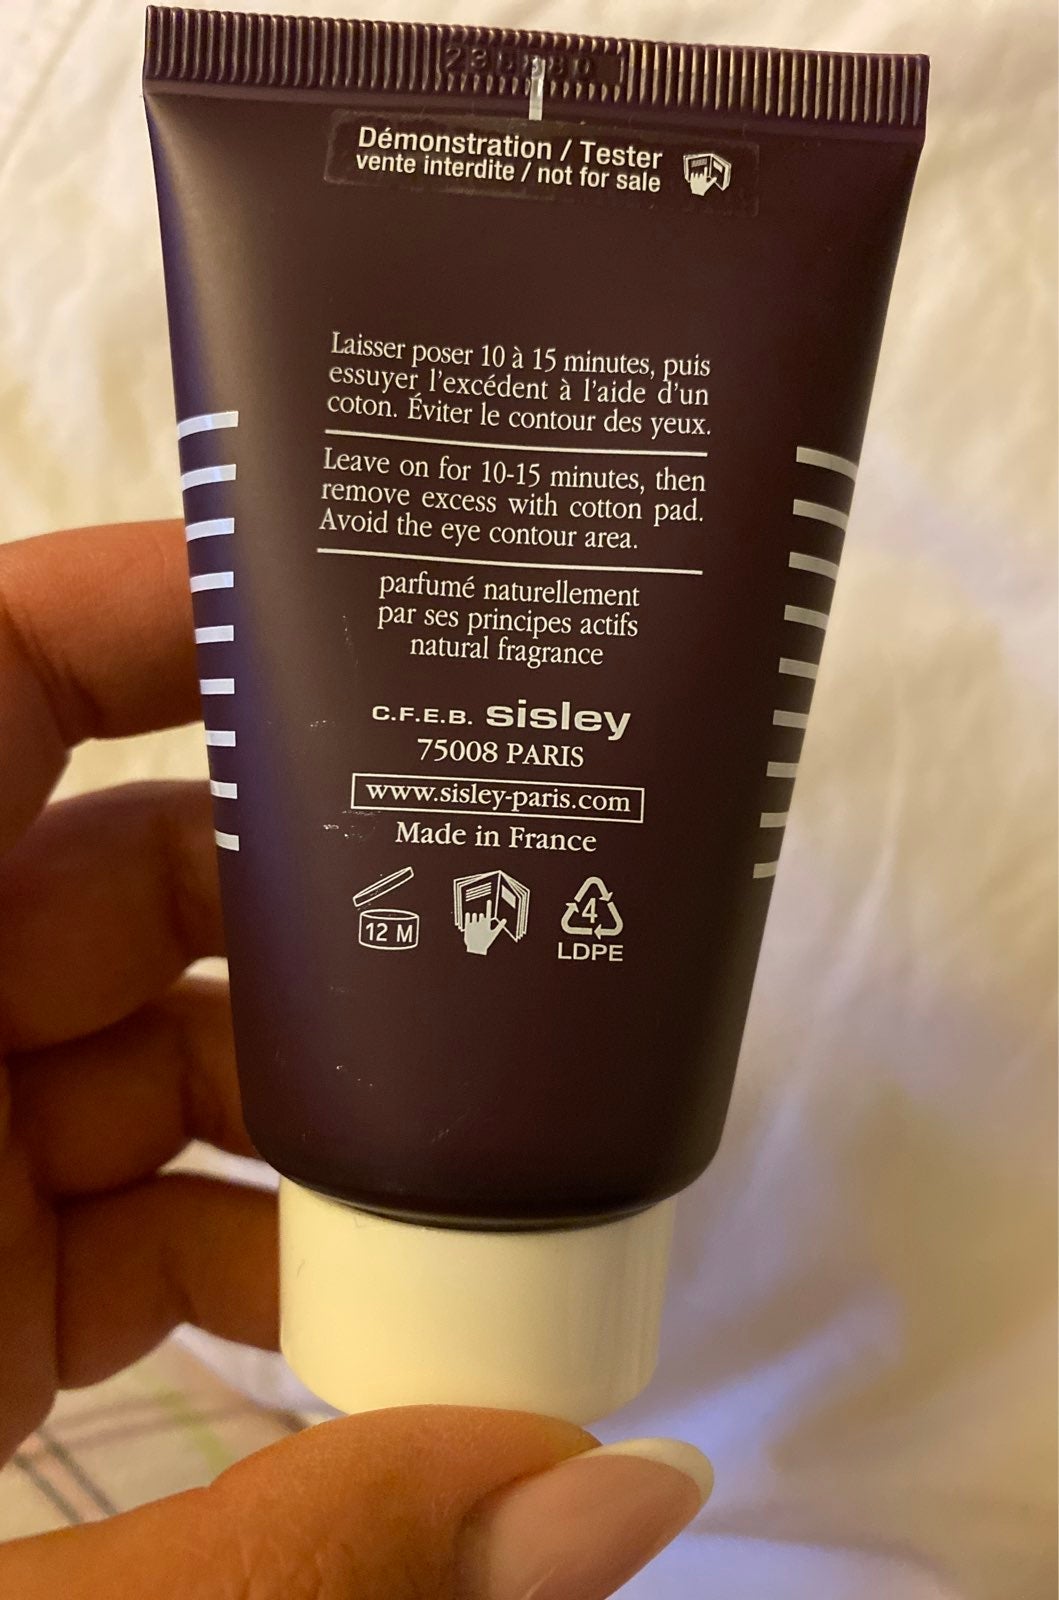 Démonstration / Tester
vente interdite / not for sale
Laisser poser 10 à 15 minutes, puis
essuyer l'excédent à l'aide d'un
coton. Éviter le contour des yeux.
Leave on for 10-15 minutes, then
remove excess with cotton pad.
Avoid the eye contour area.
parfumé naturellement
par ses principes actifs
natural fragrance
C.F.E.B. sisley
75008 PARIS
www.sisley-paris.com
Made in France
12 M
4
LDPE